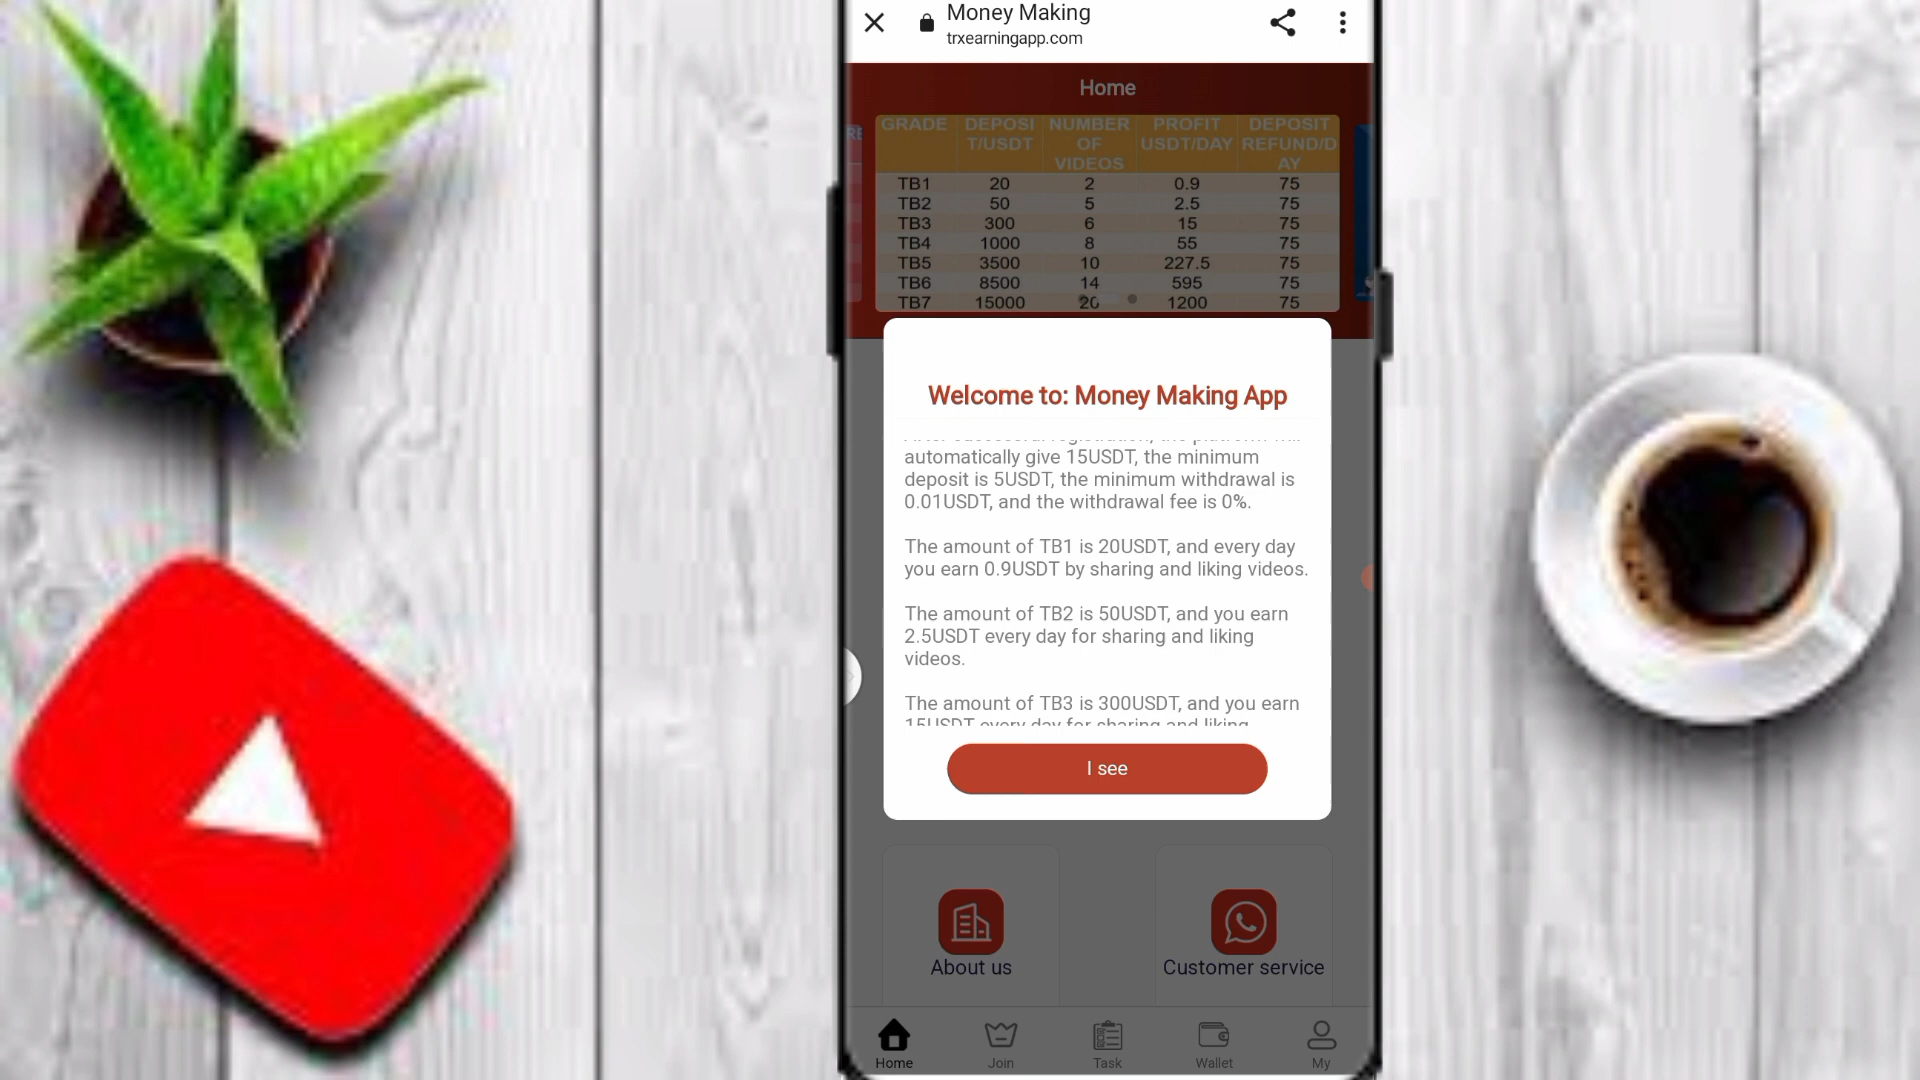 Money Making
trxearningapp.com
Home
GRADE DEPOSI T/USDT NUMBER OF VIDEOS PROFIT USDT/DAY DEPOSIT REFUND/D AY
TB1 20 2 0.9 75
TB2 50 5 2.5 75
TB3 300 6 15 75
TB4 1000 8 55 75
TB5 3500 10 227.5 75
TB6 8500 14 595 75
TB7 15000 20 1200 75
Welcome to: Money Making App
automatically give 15USDT, the minimum
deposit is 5USDT, the minimum withdrawal is
0.01USDT, and the withdrawal fee is 0%.
The amount of TB1 is 20USDT, and every day
you earn 0.9USDT by sharing and liking videos.
The amount of TB2 is 50USDT, and you earn
2.5USDT every day for sharing and liking
videos.
The amount of TB3 is 300USDT, and you earn
15USDT every day for sharing and liking
I see
About us
Customer service
Home
Join
Task
Wallet
My